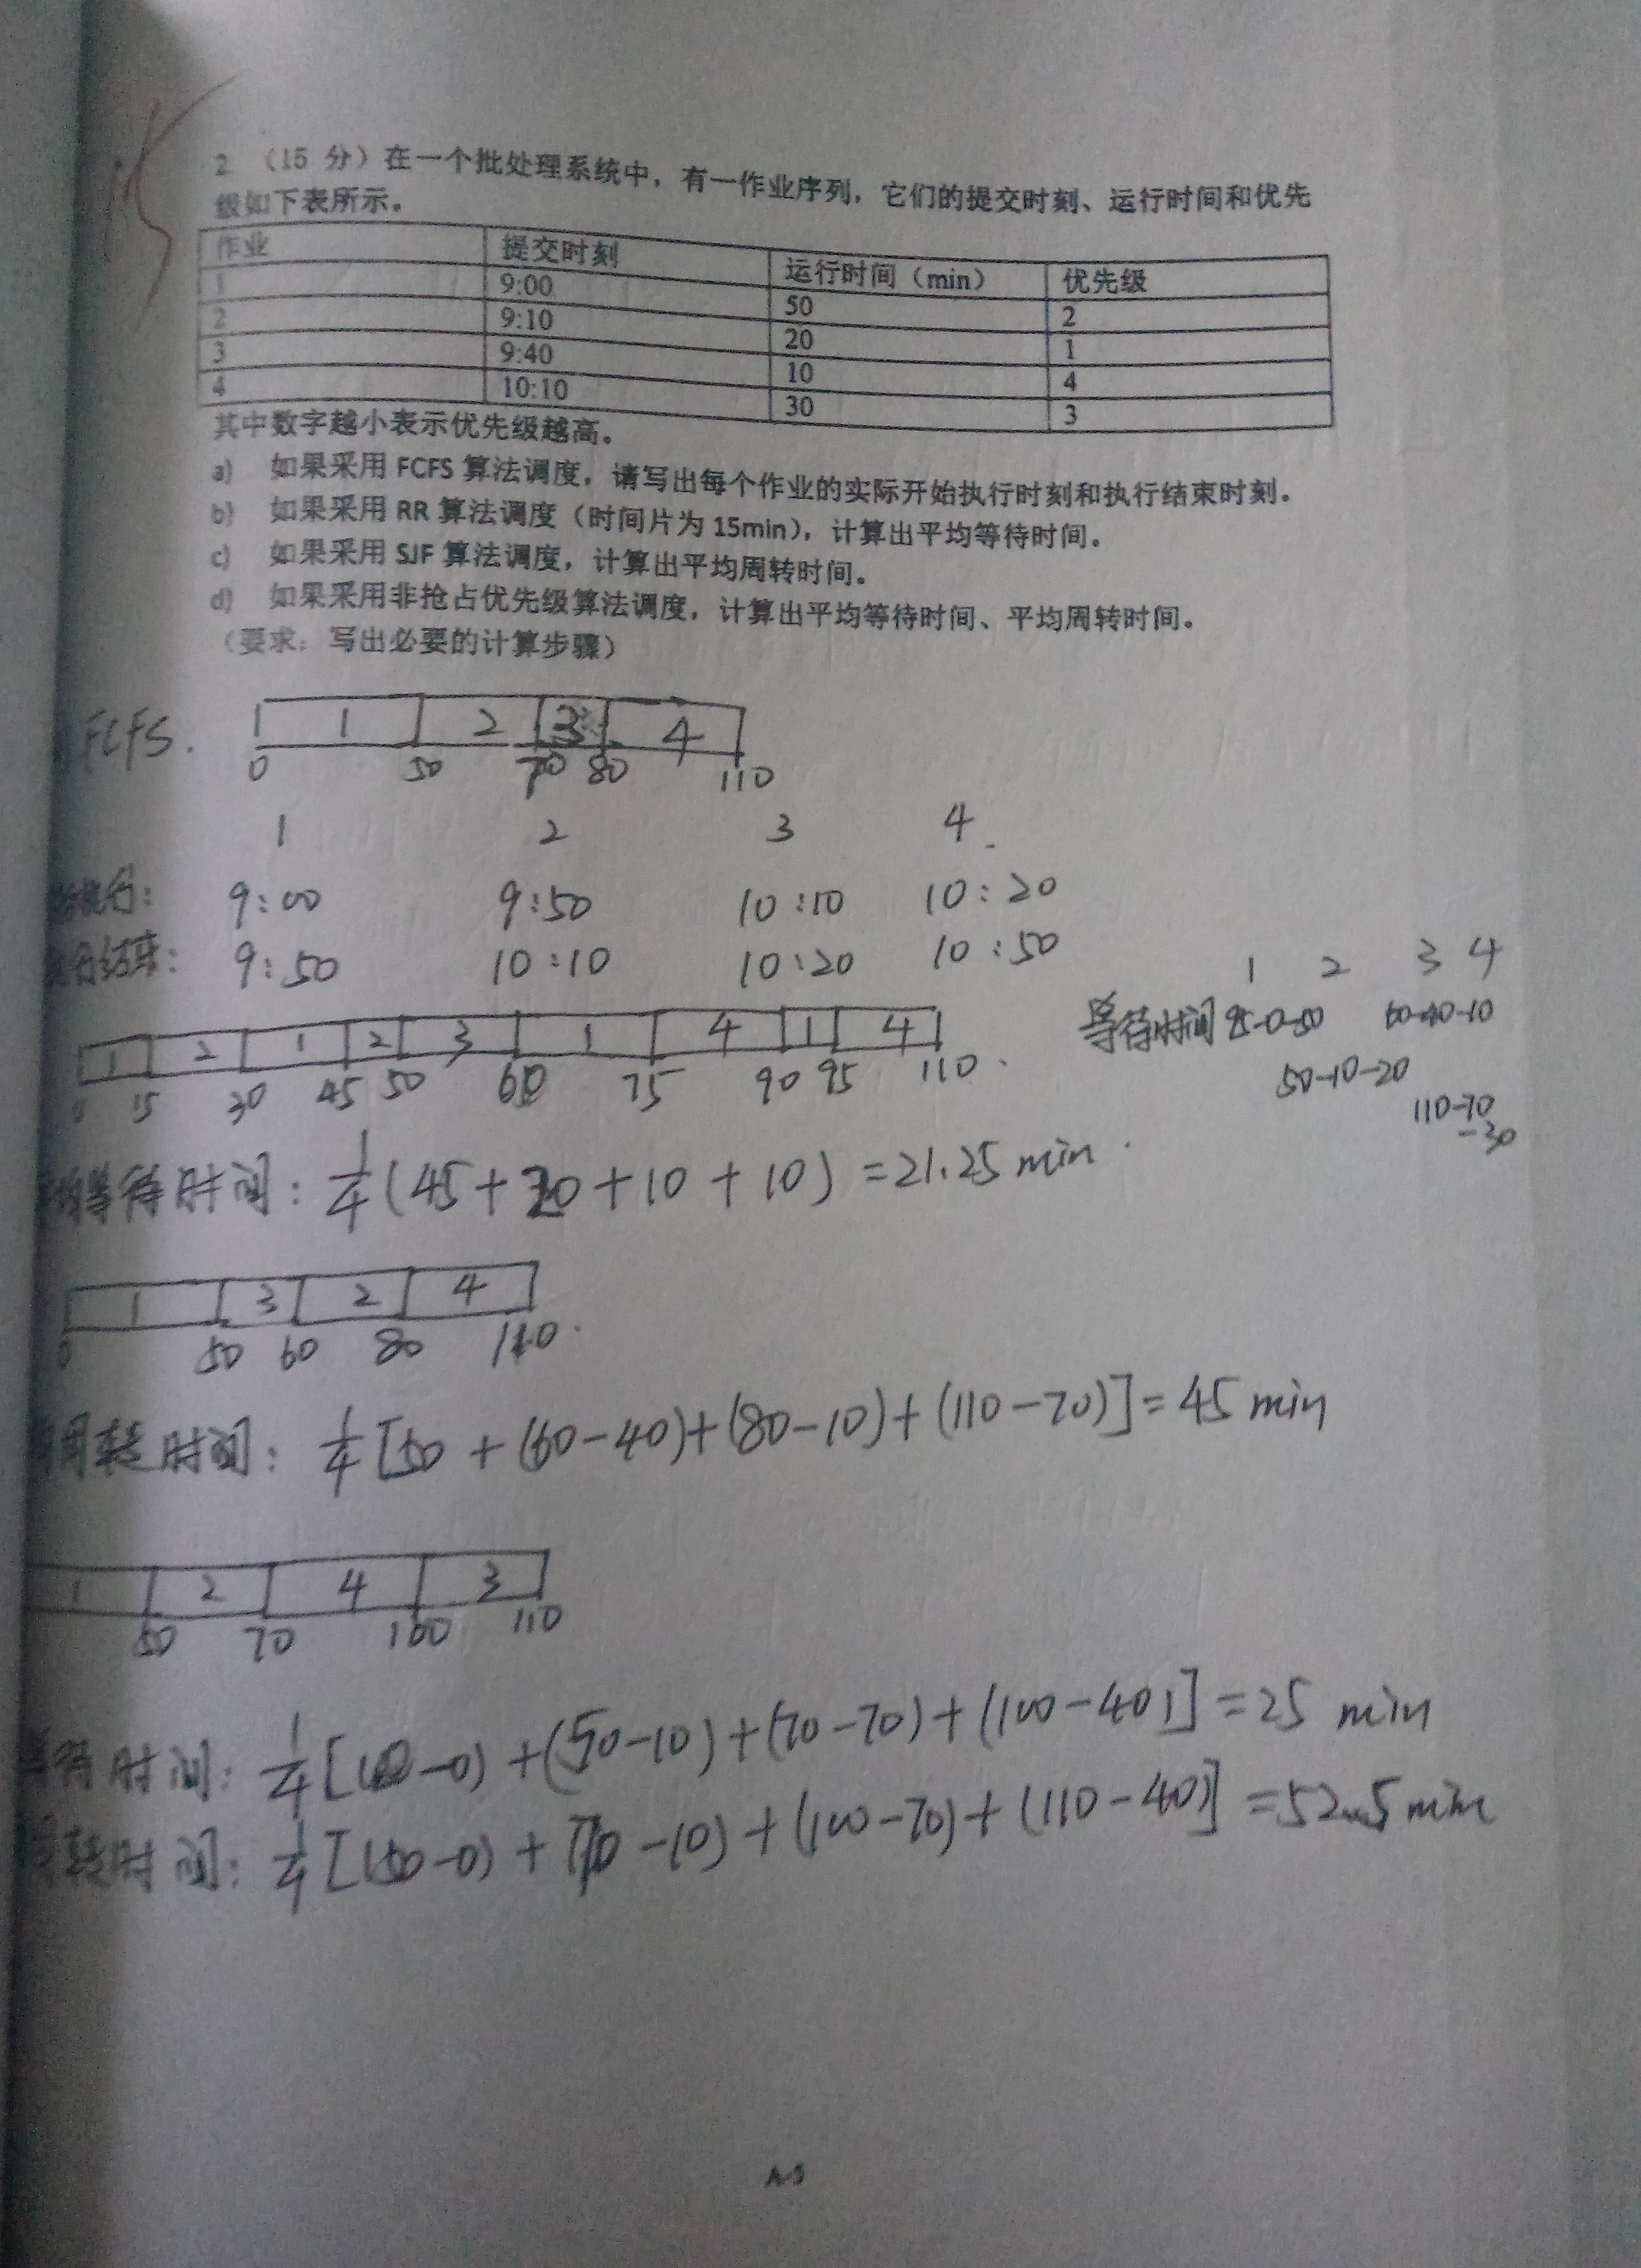 15
2 （15 分）在一个批处理系统中，有一作业序列，它们的提交时刻、运行时间和优先
级如下表所示。
作业 提交时刻 运行时间（min） 优先级
1 9:00 50 2
2 9:10 20 1
3 9:40 10 4
4 10:10 30 3
其中数字越小表示优先级越高。
a) 如果采用 FCFS 算法调度，请写出每个作业的实际开始执行时刻和执行结束时刻.
b) 如果采用 RR 算法调度（时间片为 15min），计算出平均等待时间。
c) 如果采用 SJF 算法调度，计算出平均周转时间。
d) 如果采用非抢占优先级算法调度，计算出平均等待时间、平均周转时间。
（要求：写出必要的计算步骤）
FCFS. 1 2 3 4
0 50 70 80 110
1 2 3 4
执行: 9:00 9:50 10:10 10:20
结束: 9:50 10:10 10:20 10:50
1 2 3 4
等待时间 95-0-50 60-40-10
50-10-20
110-70
-30
1 2 1 2 3 1 4 1 4
0 15 30 45 50 60 75 90 95 110
等待时间: 1/4 (45+20+10+10) =21.25 min.
1 3 2 4
0 50 60 80 110
周转时间: 1/4 [50+(60-40)+(80-10)+(110-70)]=45 min
1 2 4 3
50 70 100 110
待时间: 1/4 [( -0)+(50-10)+(70-70)+(100-40)]=25 min
转时间: 1/4 [(50-0)+(70-10)+(100-70)+(110-40)]=52.5 min
A-5